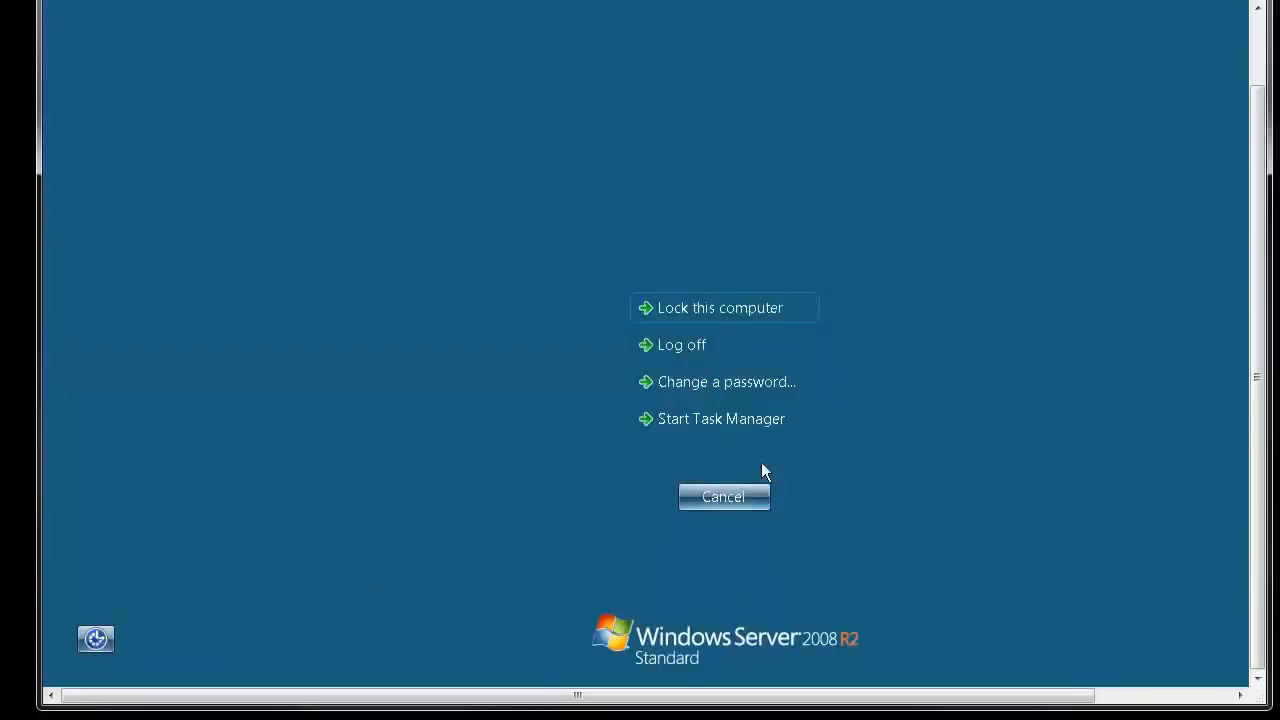 Lock this computer
Log off
Change a password...
Start Task Manager
Cancel
Windows Server 2008 R2
Standard